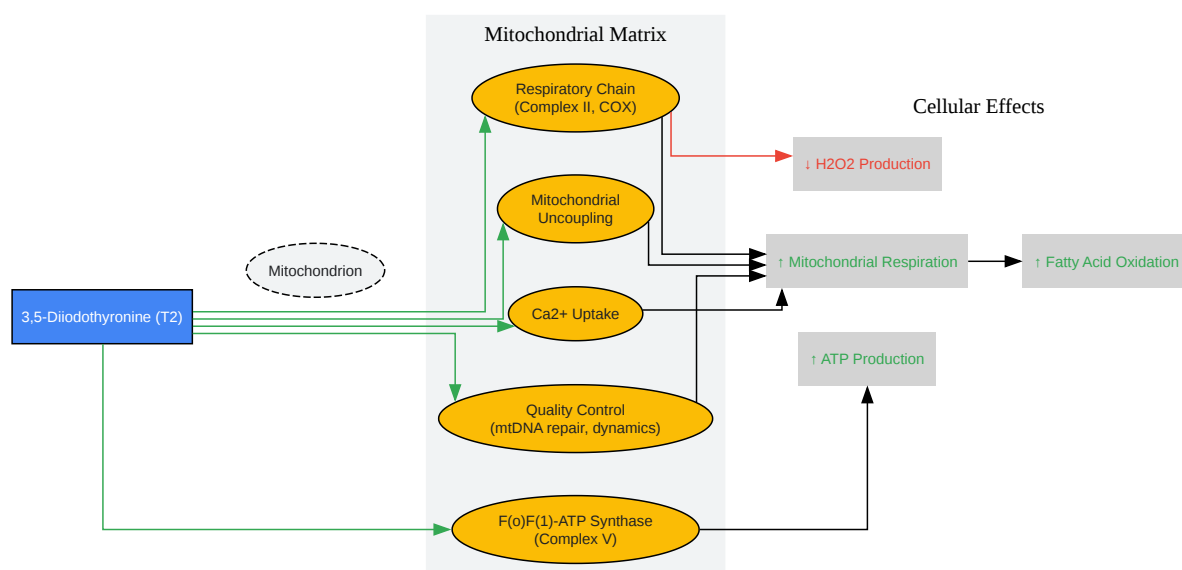 Mitochondrial Matrix
Respiratory Chain
(Complex II, COX)
Cellular Effects
↓ H2O2 Production
Mitochondrial
Uncoupling
Mitochondrion
↑ Mitochondrial Respiration
↑ Fatty Acid Oxidation
3,5-Diiodothyronine (T2)
Ca2+ Uptake
↑ ATP Production
Quality Control
(mtDNA repair, dynamics)
F(o)F(1)-ATP Synthase
(Complex V)